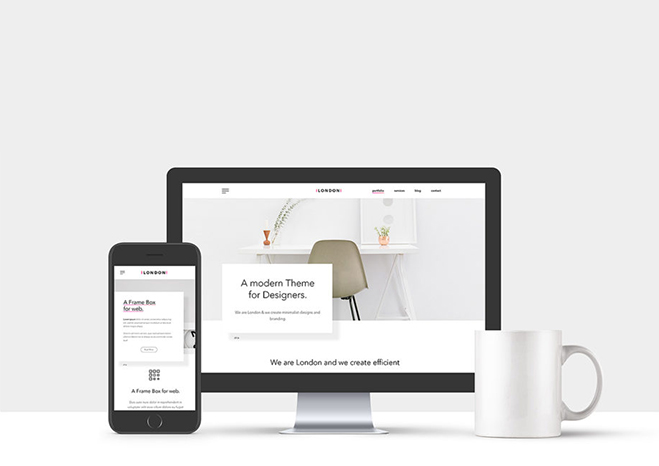 LONDON
portfolio
services
blog
contact
A modern Theme
for Designers.
We are London & we create minimalist designs and
branding.
We are London and we create efficient
LONDON
A Frame Box
for web.
A Frame Box for web.